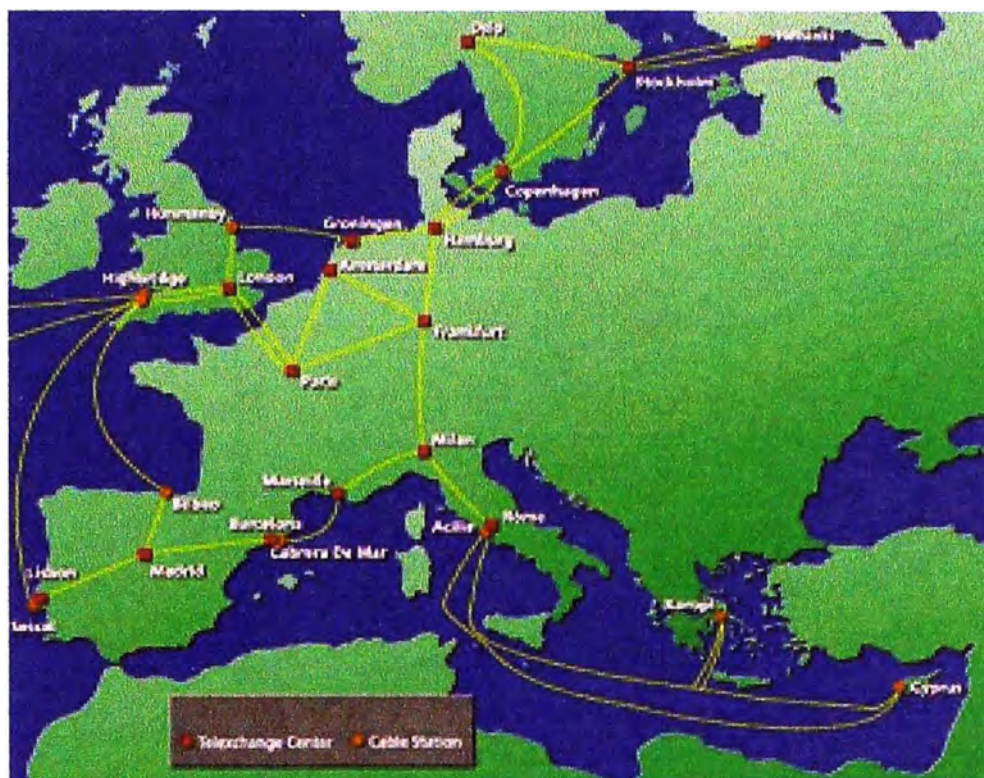 Oslo
Helsinki
Stockholm
Copenhagen
Hunmanby
Groningen
Hamburg
Amsterdam
Highbridge
London
Frankfurt
Paris
Milan
Marseille
Bilbao
Barcelona
Rome
Acilia
Cabrera De Mar
Madrid
Lisbon
Cyprus
Telexchange Center
Cable Station